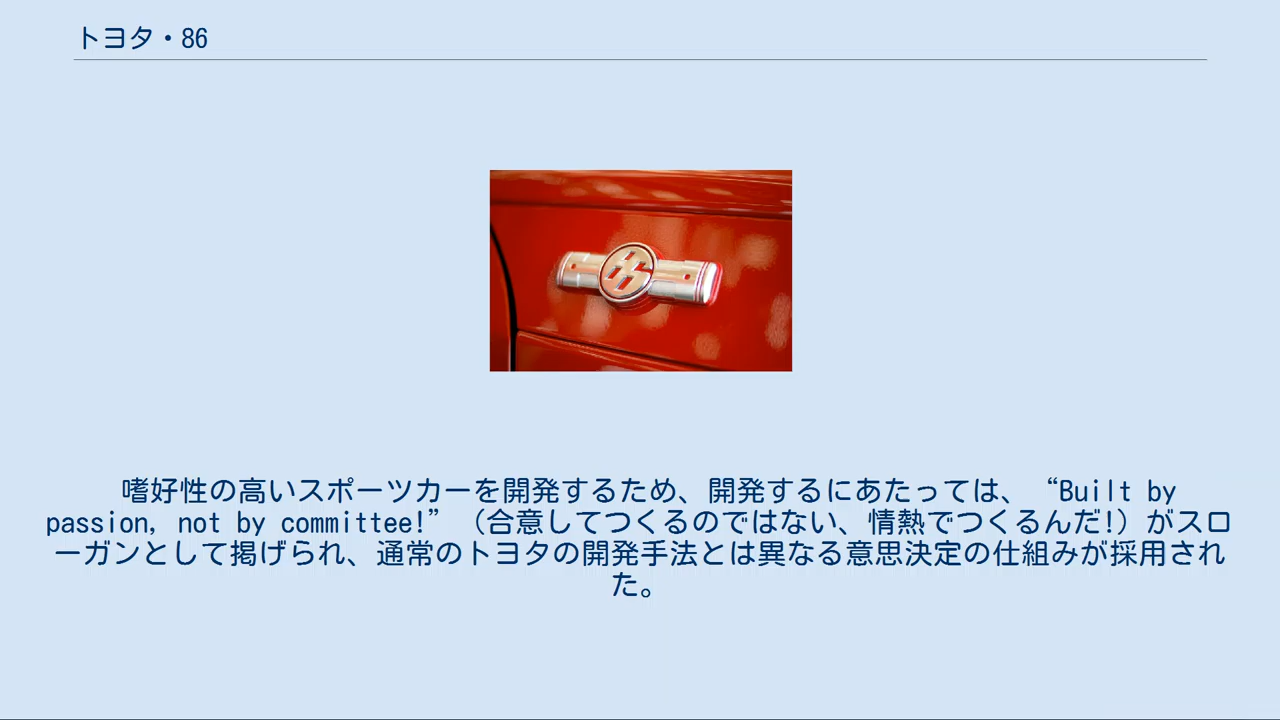 トヨタ・86
嗜好性の高いスポーツカーを開発するため、開発するにあたっては、“Built by
passion, not by committee!”（合意してつくるのではない、情熱でつくるんだ!）がスロ
ーガンとして掲げられ、通常のトヨタの開発手法とは異なる意思決定の仕組みが採用され
た。